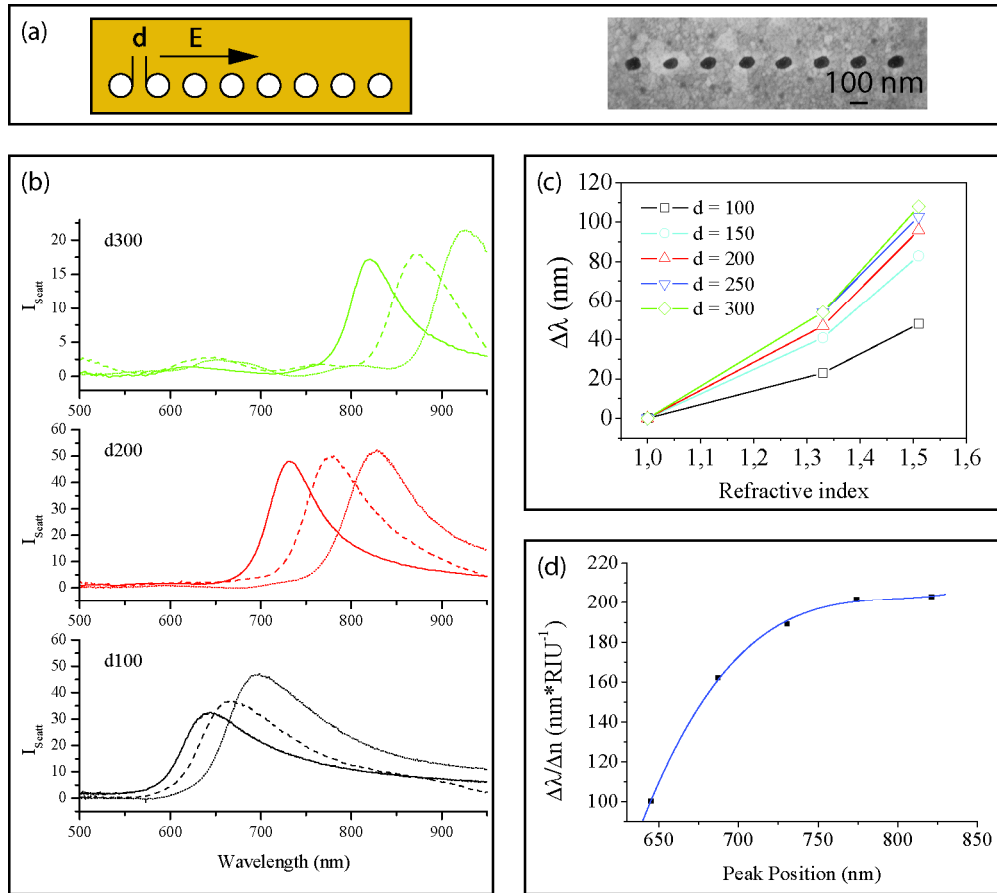 (a)
d
E
100 nm
(b)
d300
I_Scatt
20
15
10
5
0
500 600 700 800 900
d200
I_Scatt
60
50
40
30
20
10
0
500 600 700 800 900
d100
I_Scatt
60
50
40
30
20
10
0
500 600 700 800 900
Wavelength (nm)
(c)
Δλ (nm)
120
100
80
60
40
20
0
d = 100
d = 150
d = 200
d = 250
d = 300
1,0 1,1 1,2 1,3 1,4 1,5 1,6
Refractive index
(d)
Δλ/Δn (nm*RIU⁻¹)
220
200
180
160
140
120
100
650 700 750 800 850
Peak Position (nm)